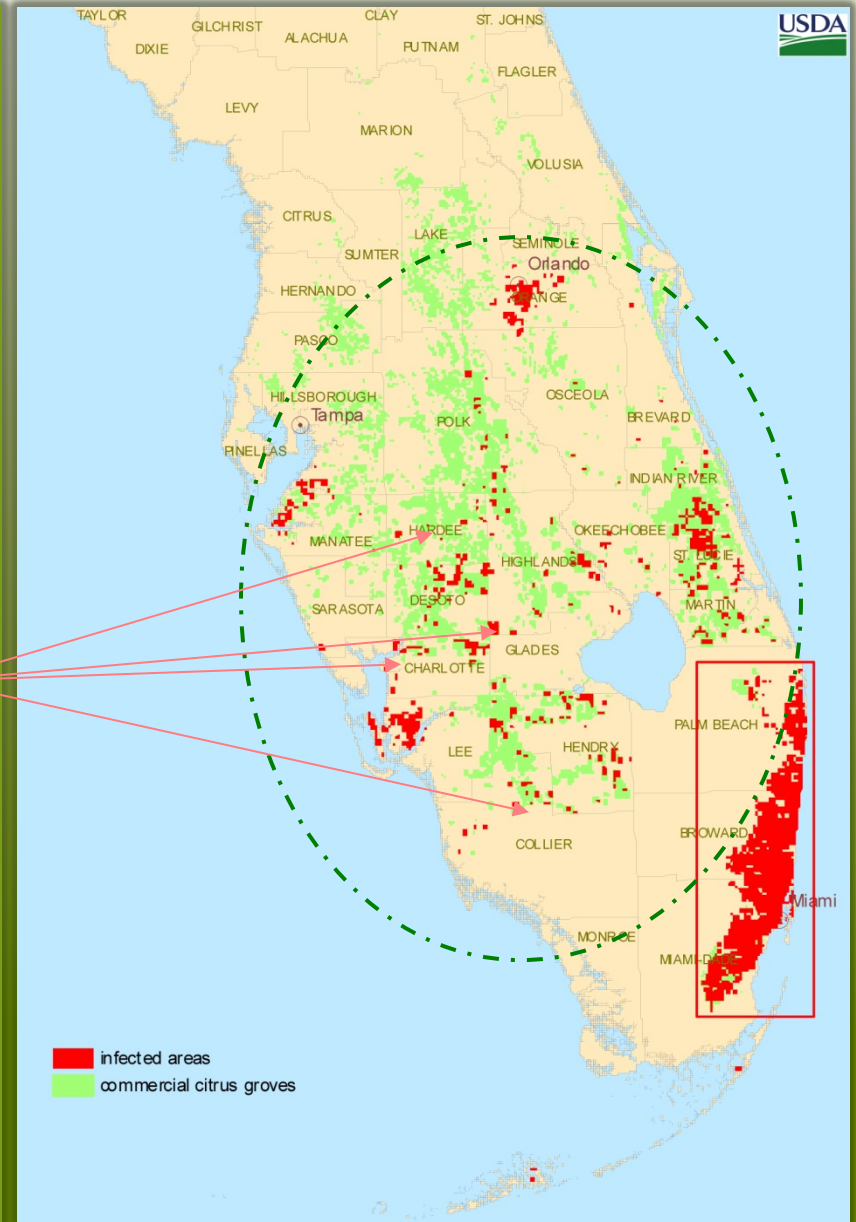 TAYLOR
CLAY
ST. JOHNS
USDA
GILCHRIST
ALACHUA
PUTNAM
DIXIE
FLAGLER
LEVY
MARION
VOLUSIA
CITRUS
LAKE
SEMINOLE
SUMTER
Orlando
HERNANDO
ORANGE
PASCO
HILLSBOROUGH
OSCEOLA
Tampa
POLK
BREVARD
PINELLAS
INDIAN RIVER
HARDEE
OKEECHOBEE
MANATEE
ST. LUCIE
HIGHLANDS
DESOTO
SARASOTA
MARTIN
GLADES
CHARLOTTE
PALM BEACH
LEE
HENDRY
BROWARD
COLLIER
Miami
MONROE
MIAMI-DADE
infected areas
commercial citrus groves